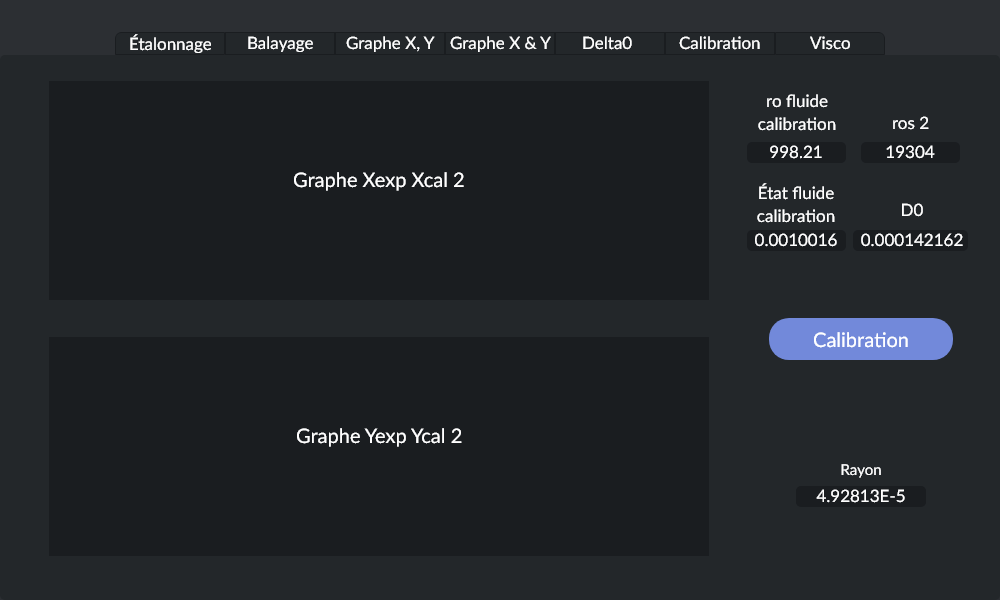 Étalonnage Balayage Graphe X, Y Graphe X & Y Delta0 Calibration Visco
Graphe Xexp Xcal 2
ro fluide
calibration
998.21
ros 2
19304
État fluide
calibration
0.0010016
D0
0.000142162
Calibration
Graphe Yexp Ycal 2
Rayon
4.92813E-5